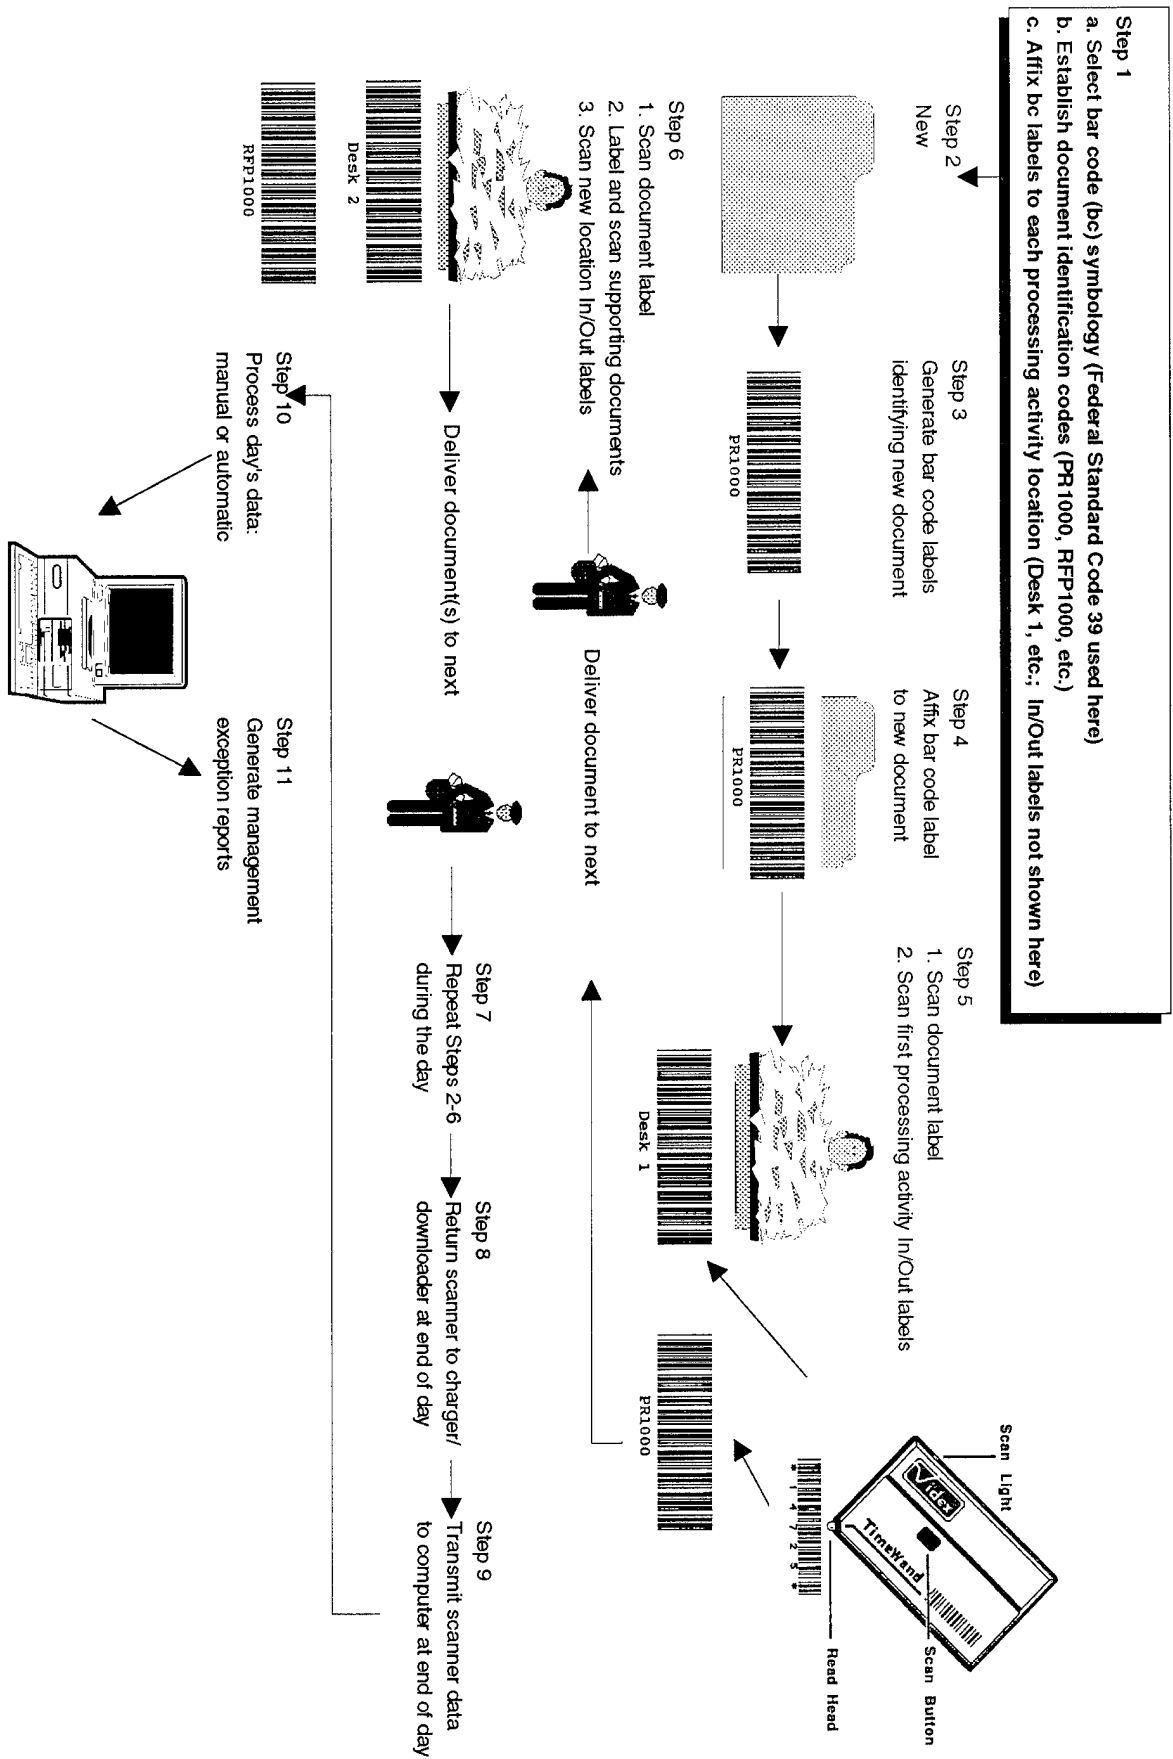 Step 1
a. Select bar code (bc) symbology (Federal Standard Code 39 used here)
b. Establish document identification codes (PR1000, RFP1000, etc.)
c. Affix bc labels to each processing activity location (Desk 1, etc.; In/Out labels not shown here)
Step 2
New
Step 3
Generate bar code labels
identifying new document
PR1000
Step 4
Affix bar code label
to new document
PR1000
Step 5
1. Scan document label
2. Scan first processing activity In/Out labels
Desk 1
PR1000
Scan Light
Videx
TimeWand
Scan Button
Read Head
* 1 4 7 2 5 *
Deliver document to next
Step 6
1. Scan document label
2. Label and scan supporting documents
3. Scan new location In/Out labels
Desk 2
RFP1000
Deliver document(s) to next
Step 7
Repeat Steps 2-6
during the day
Step 8
Return scanner to charger/
downloader at end of day
Step 9
Transmit scanner data
to computer at end of day
Step 10
Process day's data:
manual or automatic
Step 11
Generate management
exception reports